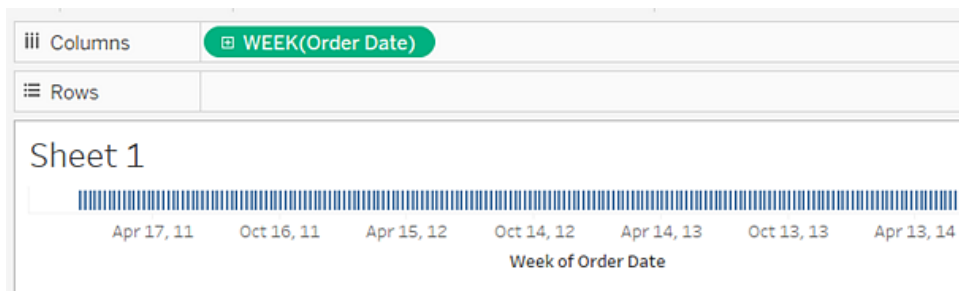 Columns WEEK(Order Date)
Rows
Sheet 1
Apr 17, 11 Oct 16, 11 Apr 15, 12 Oct 14, 12 Apr 14, 13 Oct 13, 13 Apr 13, 14
Week of Order Date